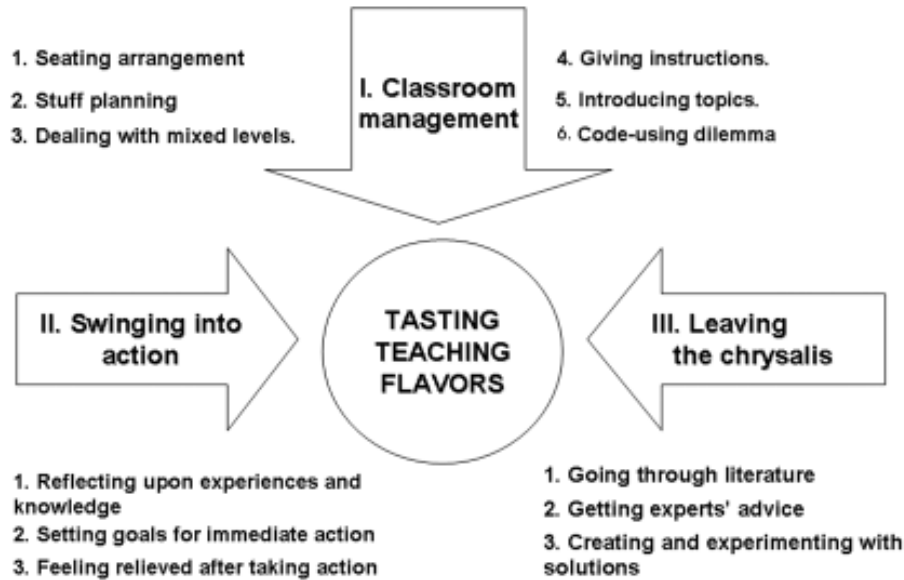 1. Seating arrangement
2. Stuff planning
3. Dealing with mixed levels.
I. Classroom
management
4. Giving instructions.
5. Introducing topics.
6. Code-using dilemma
II. Swinging into
action
TASTING
TEACHING
FLAVORS
III. Leaving
the chrysalis
1. Reflecting upon experiences and
knowledge
2. Setting goals for immediate action
3. Feeling relieved after taking action
1. Going through literature
2. Getting experts' advice
3. Creating and experimenting with
solutions